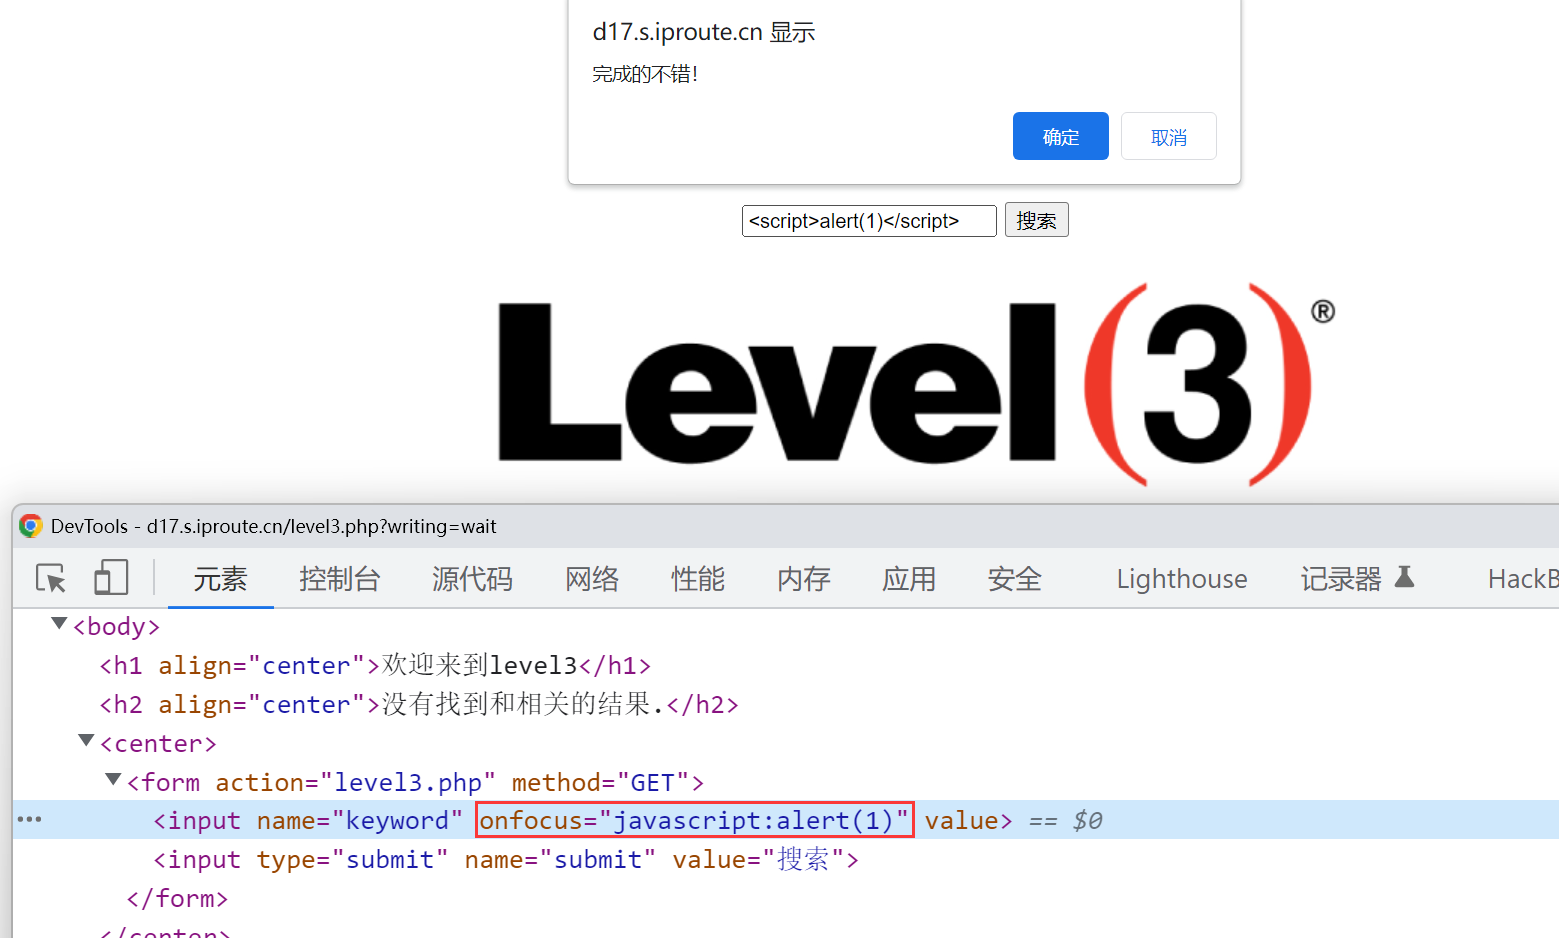 d17.s.iproute.cn 显示
完成的不错！
确定 取消
<script>alert(1)</script> 搜索
Level(3)®
DevTools - d17.s.iproute.cn/level3.php?writing=wait
元素 控制台 源代码 网络 性能 内存 应用 安全 Lighthouse 记录器 HackB
<body>
<h1 align="center">欢迎来到level3</h1>
<h2 align="center">没有找到和相关的结果.</h2>
<center>
<form action="level3.php" method="GET">
<input name="keyword" onfocus="javascript:alert(1)" value> == $0
<input type="submit" name="submit" value="搜索">
</form>
</center>